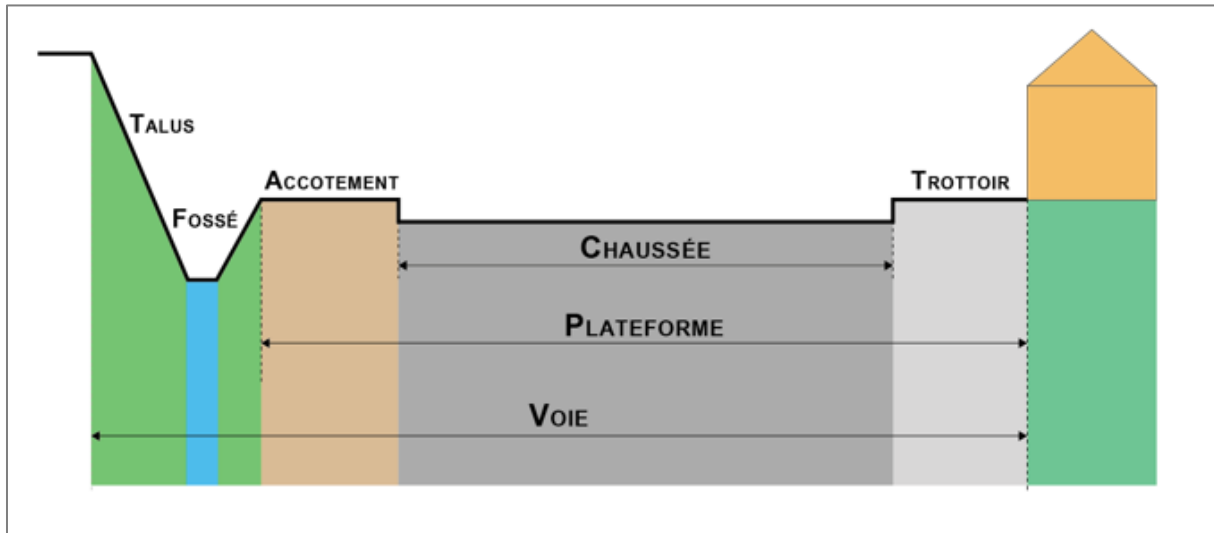 TALUS
ACCOTEMENT
TROTTOIR
FOSSÉ
CHAUSSÉE
PLATEFORME
VOIE